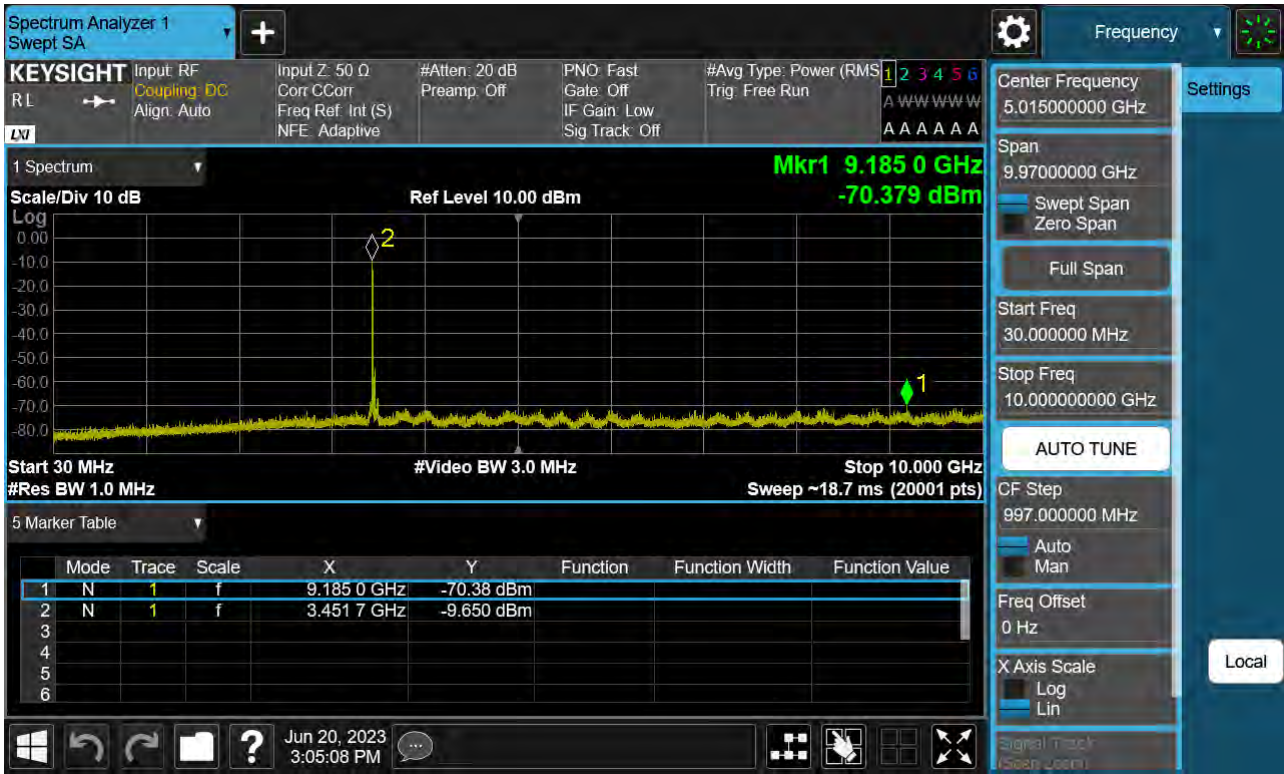 Spectrum Analyzer 1
Swept SA
Frequency
KEYSIGHT
RL
LXI
Input: RF
Coupling: DC
Align: Auto
Input Z: 50 Ω
Corr CCorr
Freq Ref: Int (S)
NFE: Adaptive
#Atten: 20 dB
Preamp: Off
PNO: Fast
Gate: Off
IF Gain: Low
Sig Track: Off
#Avg Type: Power (RMS
Trig: Free Run
1 2 3 4 5 6
A W W W W W
A A A A A A
1 Spectrum
Scale/Div 10 dB
Ref Level 10.00 dBm
Mkr1 9.185 0 GHz
-70.379 dBm
Log
0.00
-10.0
-20.0
-30.0
-40.0
-50.0
-60.0
-70.0
-80.0
2
1
Start 30 MHz
#Video BW 3.0 MHz
Stop 10.000 GHz
#Res BW 1.0 MHz
Sweep ~18.7 ms (20001 pts)
5 Marker Table
Mode Trace Scale X Y Function Function Width Function Value
1 N 1 f 9.185 0 GHz -70.38 dBm
2 N 1 f 3.451 7 GHz -9.650 dBm
3
4
5
6
?
Jun 20, 2023
3:05:08 PM
Center Frequency
5.015000000 GHz
Settings
Span
9.97000000 GHz
Swept Span
Zero Span
Full Span
Start Freq
30.000000 MHz
Stop Freq
10.000000000 GHz
AUTO TUNE
CF Step
997.000000 MHz
Auto
Man
Freq Offset
0 Hz
X Axis Scale
Log
Lin
Signal Track
(Span Zoom)
Local